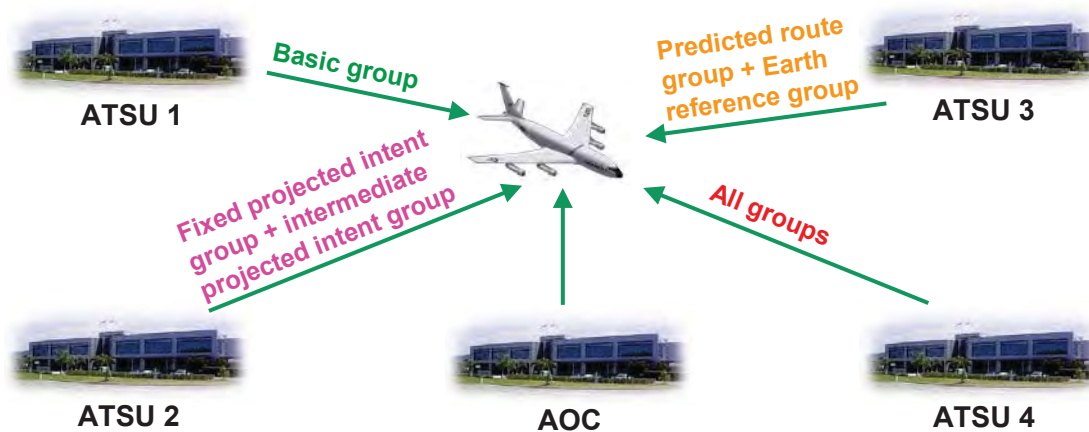 Basic group
ATSU 1
Predicted route
group + Earth
reference group
ATSU 3
Fixed projected intent
group + intermediate
projected intent group
All groups
ATSU 2
AOC
ATSU 4